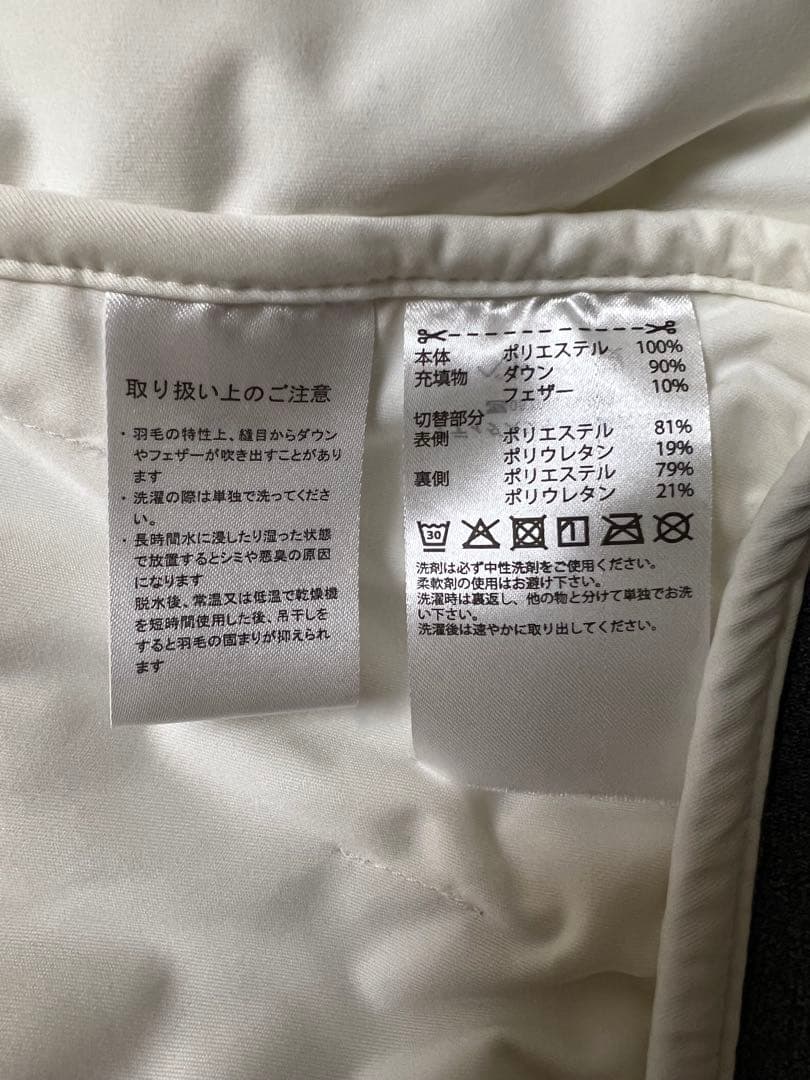 取り扱い上のご注意
・羽毛の特性上、縫目からダウン
やフェザーが吹き出すことがあり
ます
・洗濯の際は単独で洗ってくださ
い。
・長時間水に浸したり湿った状態
で放置するとシミや悪臭の原因
になります
脱水後、常温又は低温で乾燥機
を短時間使用した後、吊干しを
すると羽毛の固まりが抑えられ
ます
本体 ポリエステル 100%
充填物 ダウン 90%
フェザー 10%
切替部分
表側 ポリエステル 81%
ポリウレタン 19%
裏側 ポリエステル 79%
ポリウレタン 21%
30
洗剤は必ず中性洗剤をご使用ください。
柔軟剤の使用はお避け下さい。
洗濯時は裏返し、他の物と分けて単独でお洗
い下さい。
洗濯後は速やかに取り出してください。